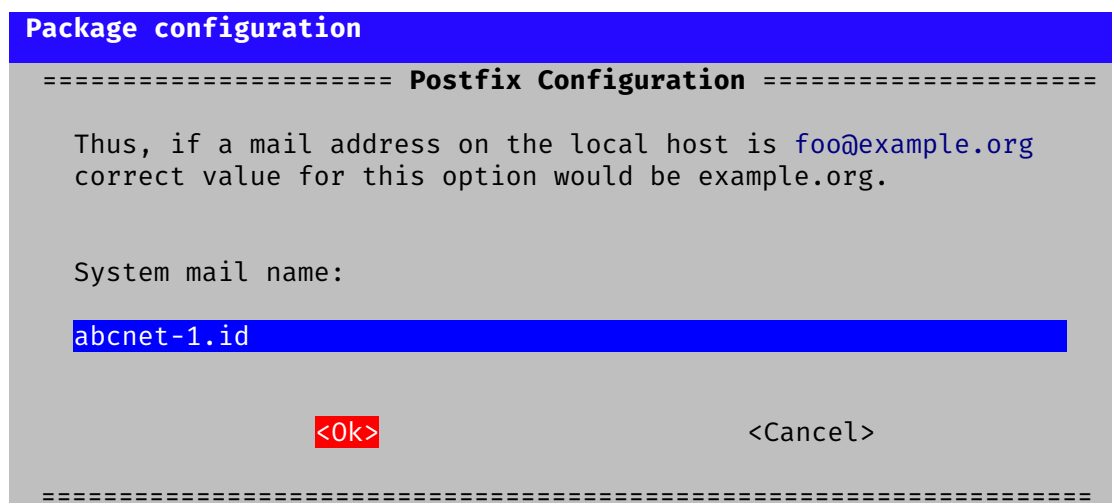 Package configuration
====================== Postfix Configuration =====================
Thus, if a mail address on the local host is foo@example.org
correct value for this option would be example.org.
System mail name:
abcnet-1.id
<Ok> <Cancel>
==================================================================